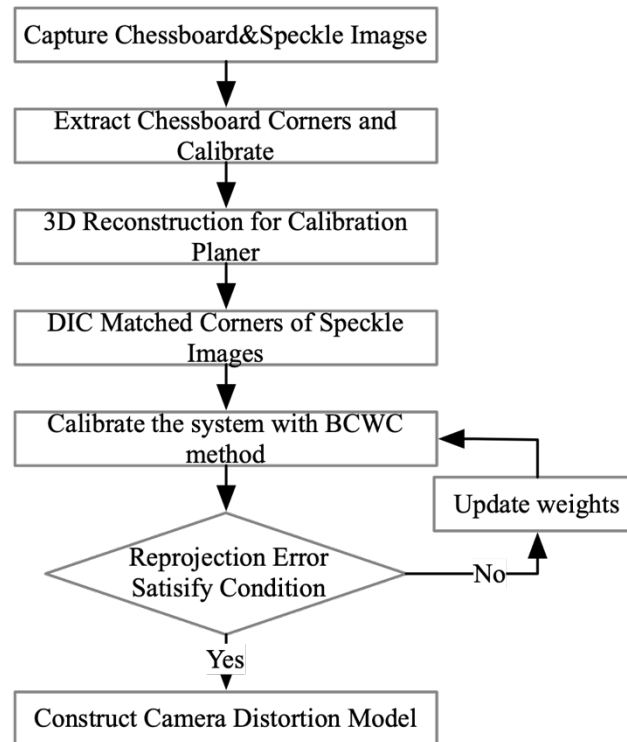 Capture Chessboard&Speckle Imagse
Extract Chessboard Corners and
Calibrate
3D Reconstruction for Calibration
Planer
DIC Matched Corners of Speckle
Images
Calibrate the system with BCWC
method
Update weights
Reprojection Error
Satisify Condition
No
Yes
Construct Camera Distortion Model